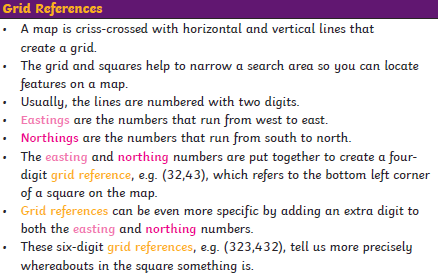 Grid References
• A map is criss-crossed with horizontal and vertical lines that
create a grid.
• The grid and squares help to narrow a search area so you can locate
features on a map.
• Usually, the lines are numbered with two digits.
• Eastings are the numbers that run from west to east.
• Northings are the numbers that run from south to north.
• The easting and northing numbers are put together to create a four-
digit grid reference, e.g. (32,43), which refers to the bottom left corner
of a square on the map.
• Grid references can be even more specific by adding an extra digit to
both the easting and northing numbers.
• These six-digit grid references, e.g. (323,432), tell us more precisely
whereabouts in the square something is.